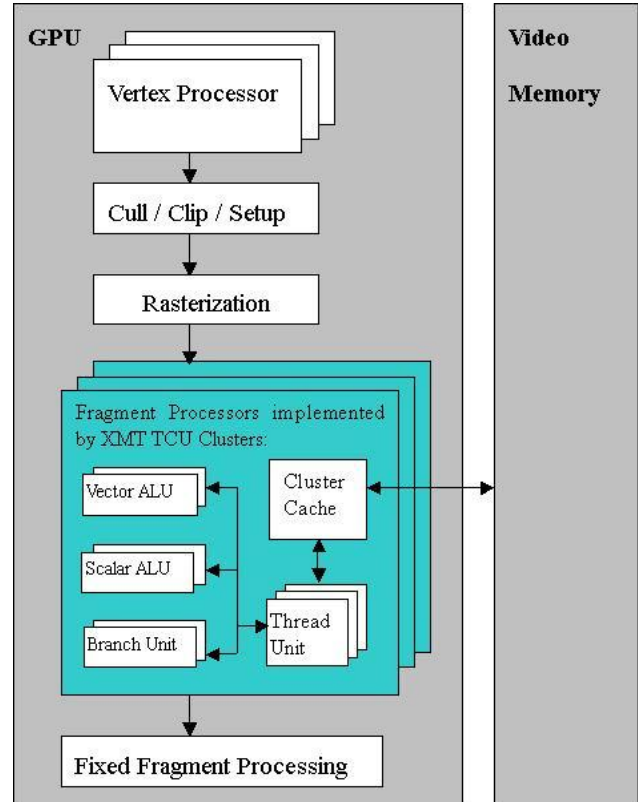 GPU
Video
Memory
Vertex Processor
Cull / Clip / Setup
Rasterization
Fragment Processors implemented
by XMT TCU Clusters:
Vector ALU
Cluster
Cache
Scalar ALU
Thread
Unit
Branch Unit
Fixed Fragment Processing